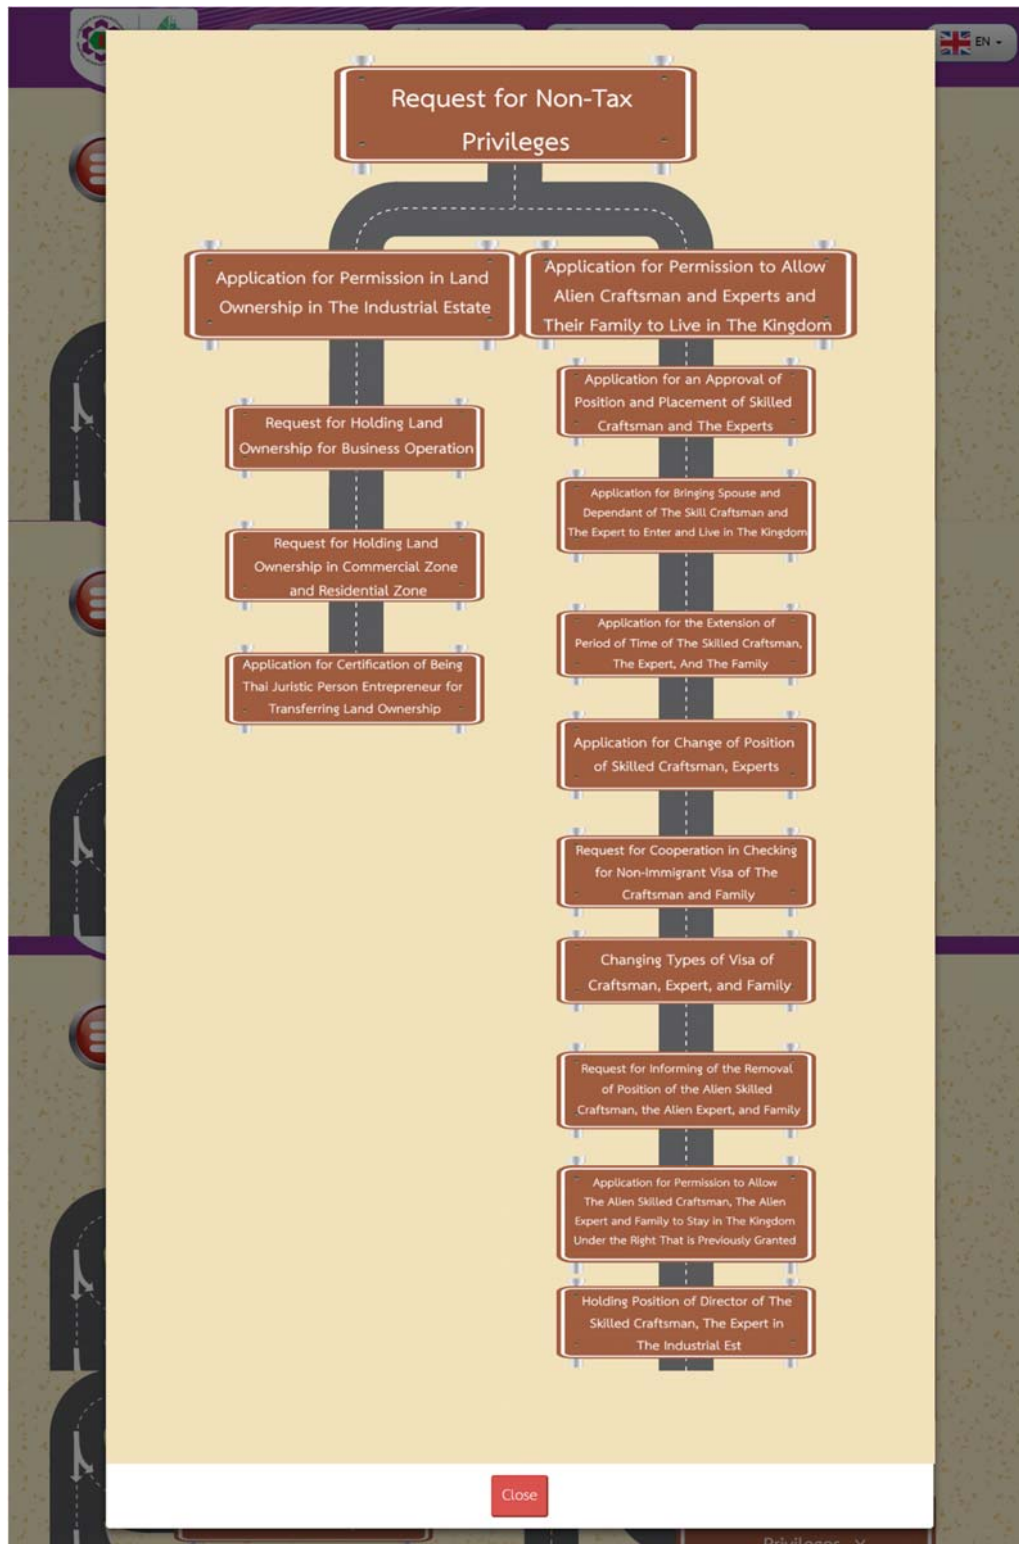 EN
Request for Non-Tax
Privileges
Application for Permission in Land
Ownership in The Industrial Estate
Application for Permission to Allow
Alien Craftsman and Experts and
Their Family to Live in The Kingdom
Request for Holding Land
Ownership for Business Operation
Request for Holding Land
Ownership in Commercial Zone
and Residential Zone
Application for Certification of Being
Thai Juristic Person Entrepreneur for
Transferring Land Ownership
Application for an Approval of
Position and Placement of Skilled
Craftsman and The Experts
Application for Bringing Spouse and
Dependant of The Skill Craftsman and
The Expert to Enter and Live in The Kingdom
Application for the Extension of
Period of Time of The Skilled Craftsman,
The Expert, And The Family
Application for Change of Position
of Skilled Craftsman, Experts
Request for Cooperation in Checking
for Non-Immigrant Visa of The
Craftsman and Family
Changing Types of Visa of
Craftsman, Expert, and Family
Request for Informing of the Removal
of Position of the Alien Skilled
Craftsman, the Alien Expert, and Family
Application for Permission to Allow
The Alien Skilled Craftsman, The Alien
Expert and Family to Stay in The Kingdom
Under the Right That is Previously Granted
Holding Position of Director of The
Skilled Craftsman, The Expert in
The Industrial Est
Close
Privileges